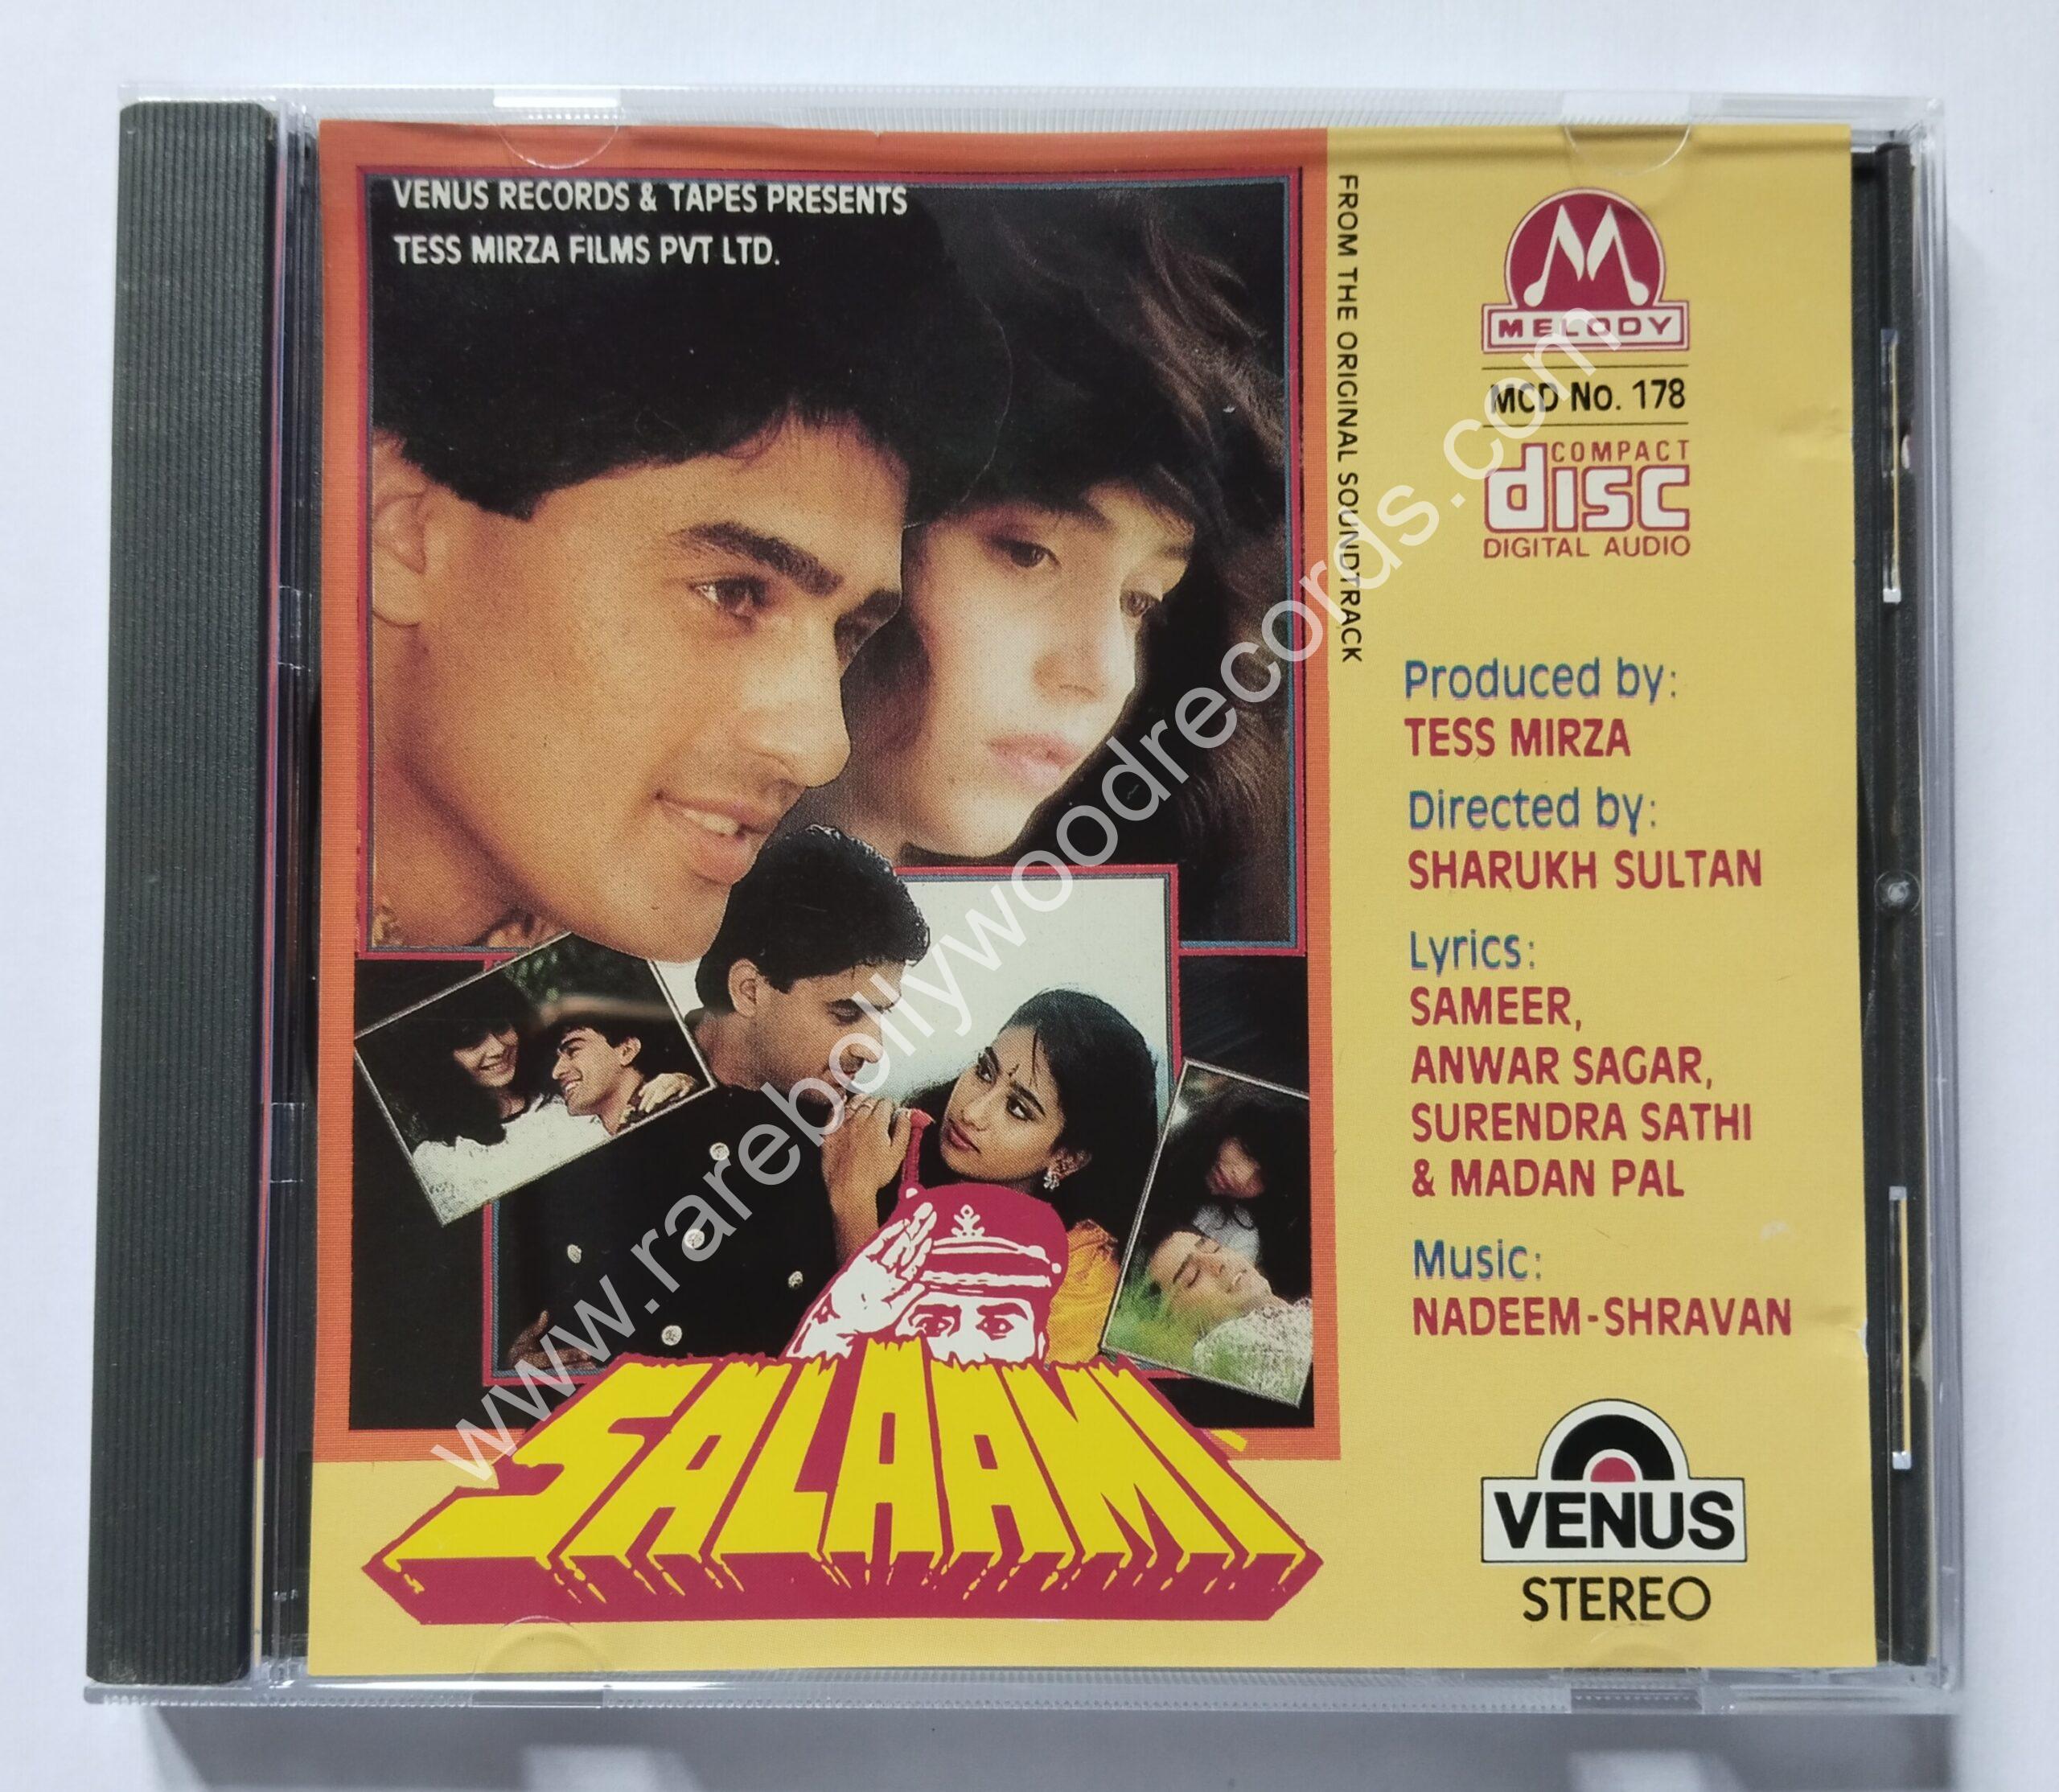 VENUS RECORDS & TAPES PRESENTS
TESS MIRZA FILMS PVT LTD.
FROM THE ORIGINAL SOUNDTRACK
M
MELODY
MCD No. 178
COMPACT
disc
DIGITAL AUDIO
Produced by:
TESS MIRZA
Directed by:
SHARUKH SULTAN
Lyrics:
SAMEER,
ANWAR SAGAR,
SURENDRA SATHI
& MADAN PAL
Music:
NADEEM-SHRAVAN
VENUS
STEREO
SALAAMI
www.rarebollywoodrecords.com